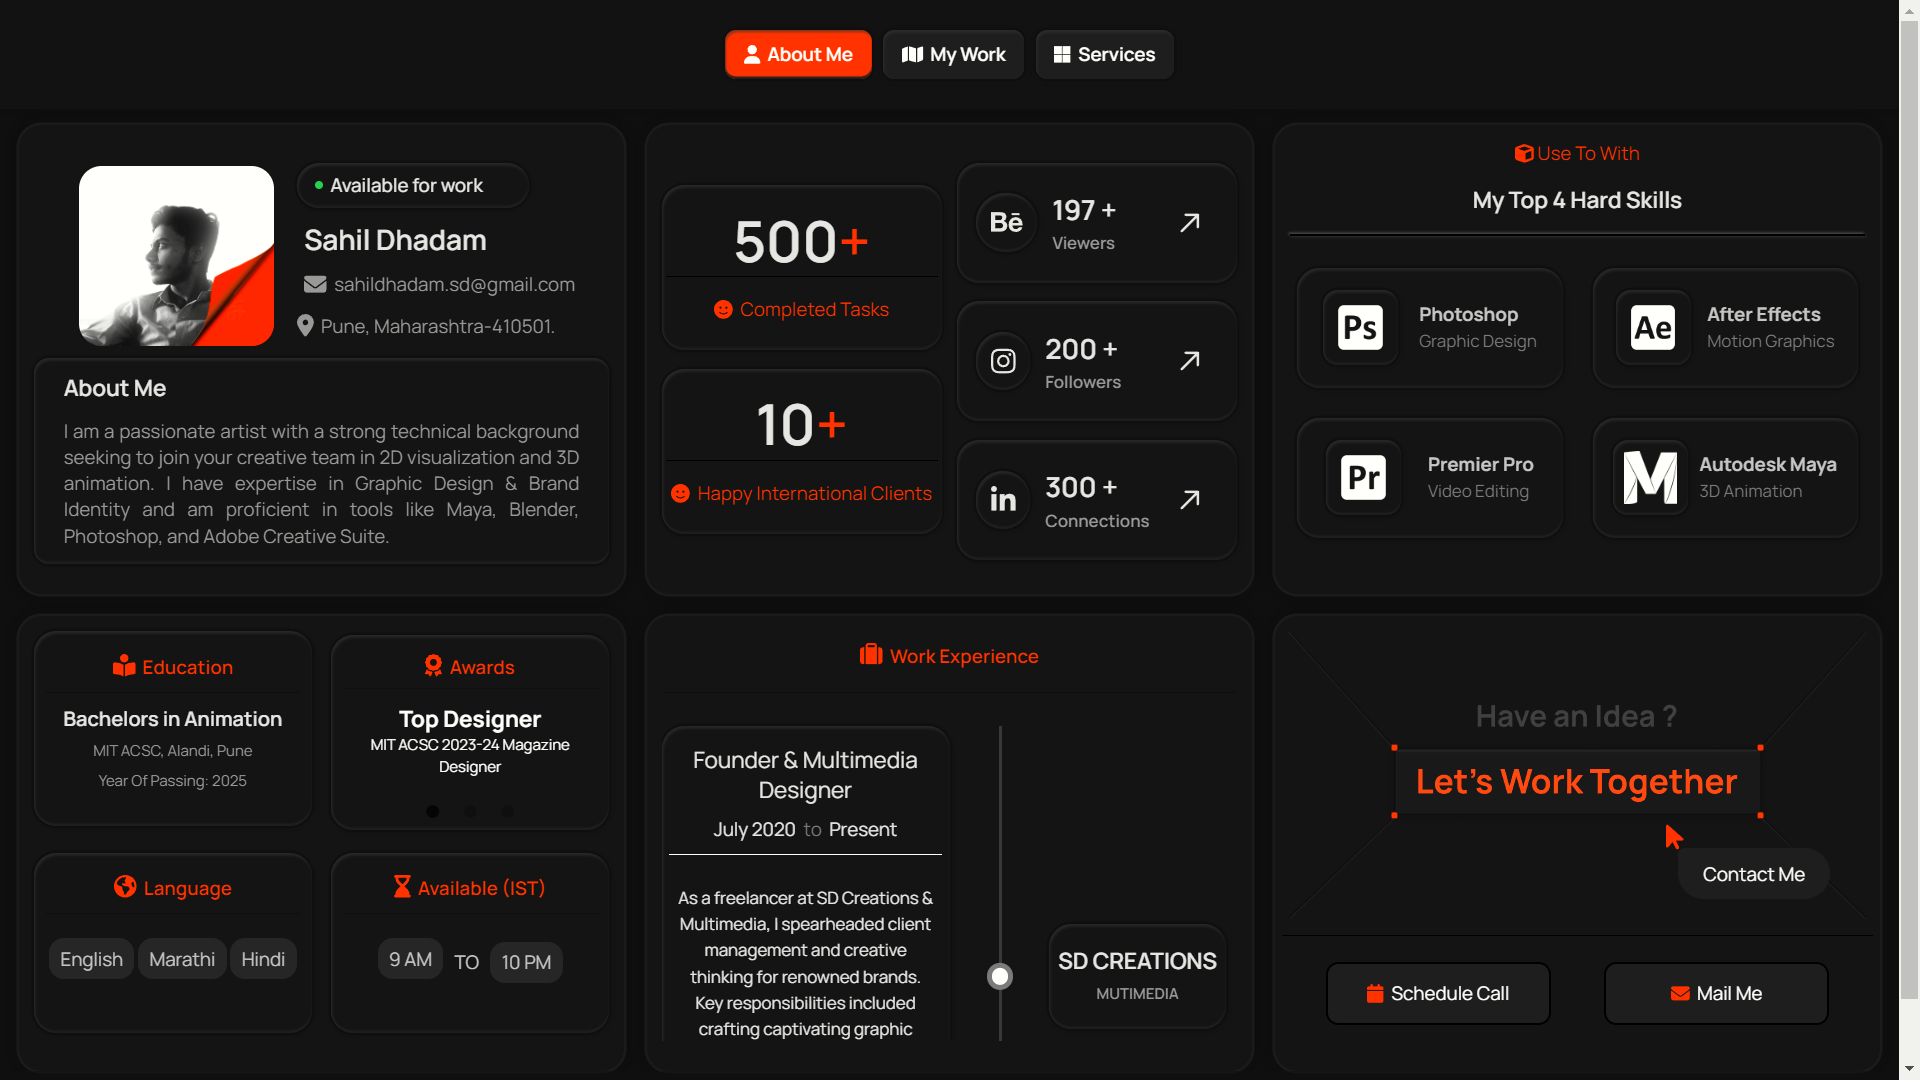 About Me
My Work
Services
Available for work
Sahil Dhadam
sahildhadam.sd@gmail.com
Pune, Maharashtra-410501.
About Me
I am a passionate artist with a strong technical background
seeking to join your creative team in 2D visualization and 3D
animation. I have expertise in Graphic Design & Brand
Identity and am proficient in tools like Maya, Blender,
Photoshop, and Adobe Creative Suite.
500+
Completed Tasks
10+
Happy International Clients
Bē
197 +
Viewers
200 +
Followers
in
300 +
Connections
Use To With
My Top 4 Hard Skills
Ps
Photoshop
Graphic Design
Ae
After Effects
Motion Graphics
Pr
Premier Pro
Video Editing
M
Autodesk Maya
3D Animation
Education
Bachelors in Animation
MIT ACSC, Alandi, Pune
Year Of Passing: 2025
Awards
Top Designer
MIT ACSC 2023-24 Magazine
Designer
Language
English
Marathi
Hindi
Available (IST)
9 AM
TO
10 PM
Work Experience
Founder & Multimedia
Designer
July 2020 to Present
As a freelancer at SD Creations &
Multimedia, I spearheaded client
management and creative
thinking for renowned brands.
Key responsibilities included
crafting captivating graphic
SD CREATIONS
MUTIMEDIA
Have an Idea ?
Let's Work Together
Contact Me
Schedule Call
Mail Me